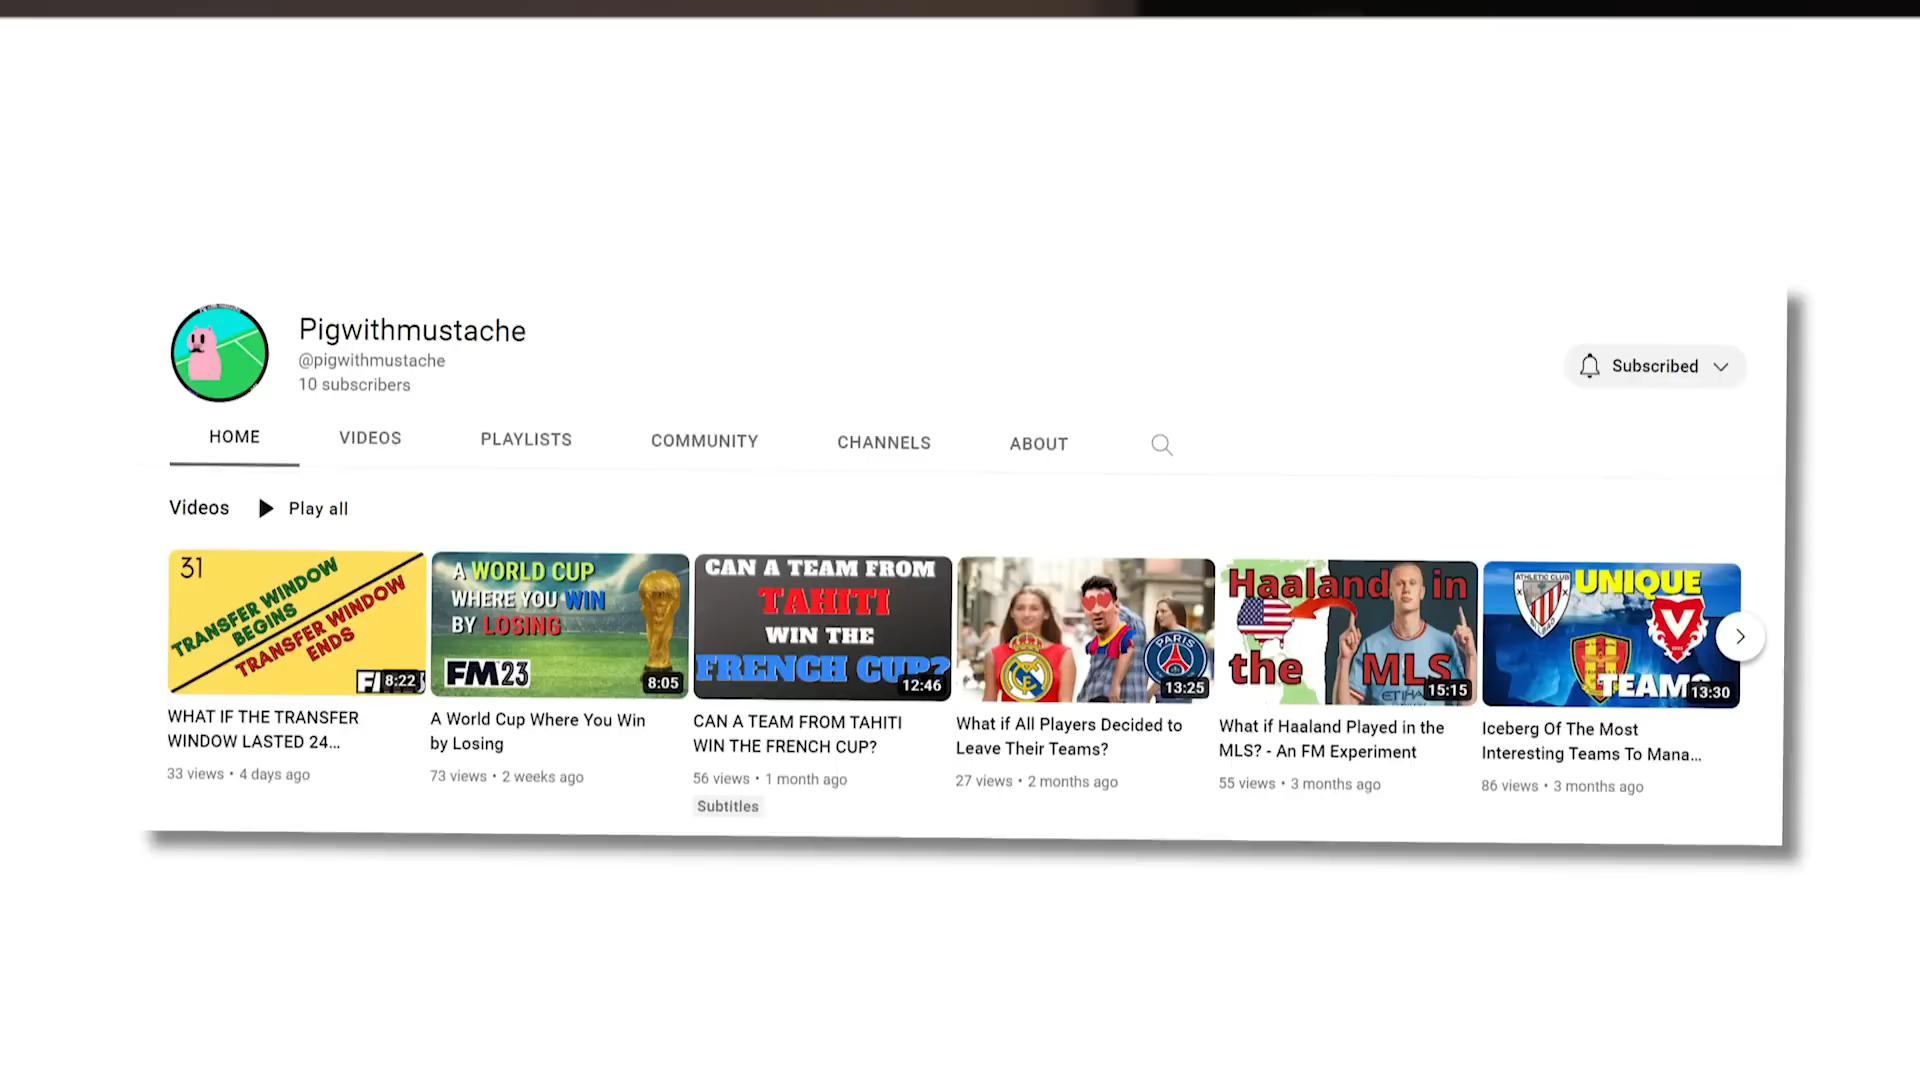 Pigwithmustache
@pigwithmustache
10 subscribers
Subscribed
HOME
VIDEOS
PLAYLISTS
COMMUNITY
CHANNELS
ABOUT
Videos
Play all
31
TRANSFER WINDOW
BEGINS
TRANSFER WINDOW
ENDS
8:22
WHAT IF THE TRANSFER
WINDOW LASTED 24...
33 views • 4 days ago
A WORLD CUP
WHERE YOU WIN
BY LOSING
FM23
8:05
A World Cup Where You Win
by Losing
73 views • 2 weeks ago
CAN A TEAM FROM
TAHITI
WIN THE
FRENCH CUP?
12:46
CAN A TEAM FROM TAHITI
WIN THE FRENCH CUP?
56 views • 1 month ago
Subtitles
PARIS
13:25
What if All Players Decided to
Leave Their Teams?
27 views • 2 months ago
Haaland in
the MLS
15:15
What if Haaland Played in the
MLS? - An FM Experiment
55 views • 3 months ago
ATHLETIC CLUB
BILBAO
UNIQUE
TEAMS
13:30
Iceberg Of The Most
Interesting Teams To Mana...
86 views • 3 months ago